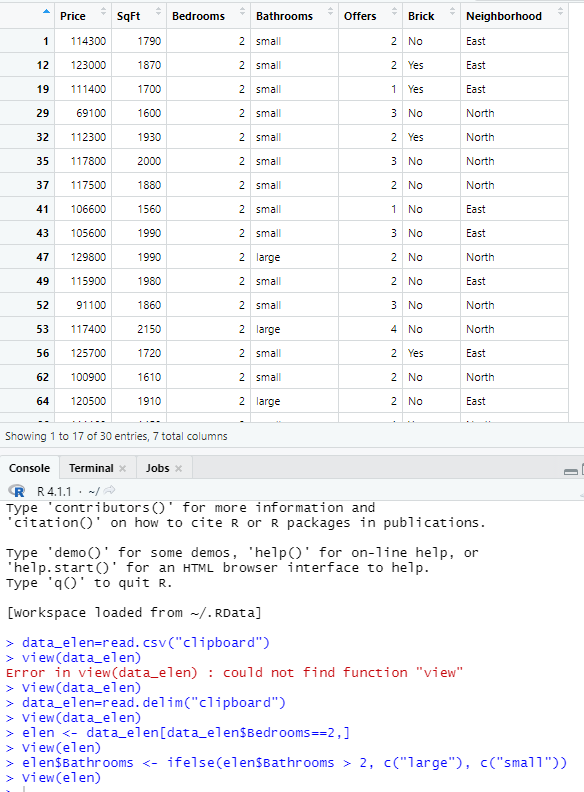 Price SqFt Bedrooms Bathrooms Offers Brick Neighborhood
1 114300 1790 2 small 2 No East
12 123000 1870 2 small 2 Yes East
19 111400 1700 2 small 1 Yes East
29 69100 1600 2 small 3 No North
32 112300 1930 2 small 2 Yes North
35 117800 2000 2 small 3 No North
37 117500 1880 2 small 2 No North
41 106600 1560 2 small 1 No East
43 105600 1990 2 small 3 No East
47 129800 1990 2 large 2 No North
49 115900 1980 2 small 2 No East
52 91100 1860 2 small 3 No North
53 117400 2150 2 large 4 No North
56 125700 1720 2 small 2 Yes East
62 100900 1610 2 small 2 No North
64 120500 1910 2 large 2 No East
Showing 1 to 17 of 30 entries, 7 total columns
Console Terminal Jobs
R R 4.1.1 · ~/
Type 'contributors()' for more information and
'citation()' on how to cite R or R packages in publications.
Type 'demo()' for some demos, 'help()' for on-line help, or
'help.start()' for an HTML browser interface to help.
Type 'q()' to quit R.
[Workspace loaded from ~/.RData]
> data_elen=read.csv("clipboard")
> view(data_elen)
Error in view(data_elen) : could not find function "view"
> View(data_elen)
> data_elen=read.delim("clipboard")
> View(data_elen)
> elen <- data_elen[data_elen$Bedrooms==2,]
> View(elen)
> elen$Bathrooms <- ifelse(elen$Bathrooms > 2, c("large"), c("small"))
> View(elen)
>